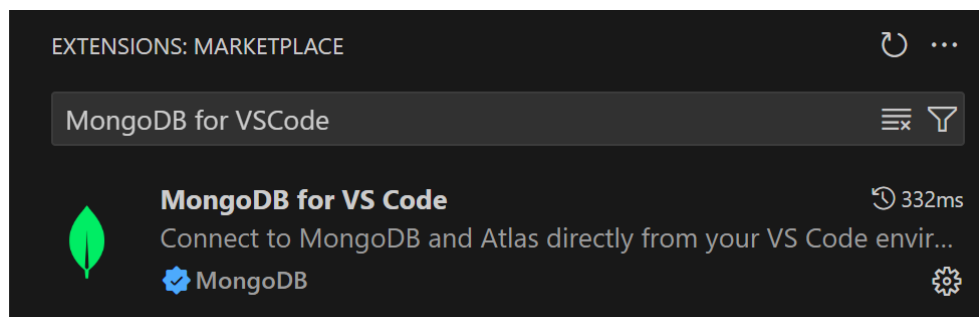 EXTENSIONS: MARKETPLACE
MongoDB for VSCode
MongoDB for VS Code 332ms
Connect to MongoDB and Atlas directly from your VS Code envir...
MongoDB